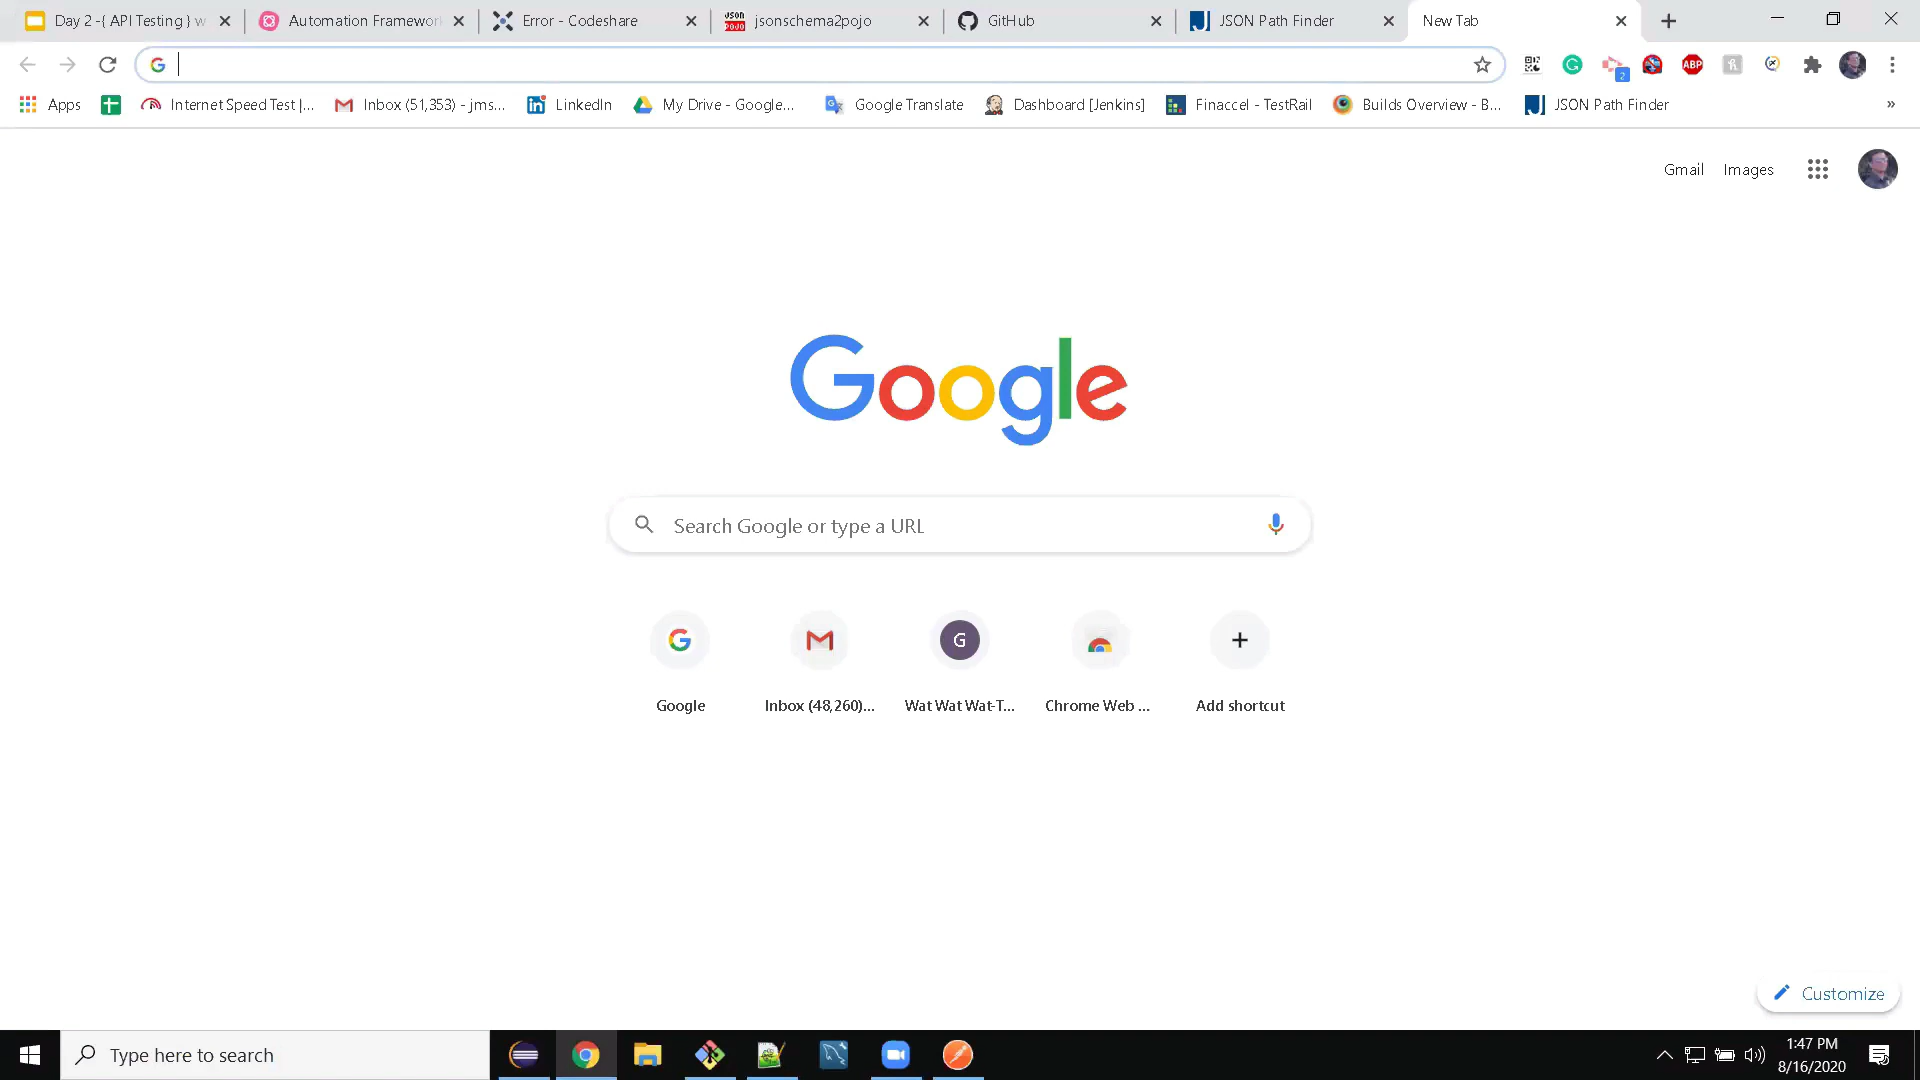 Day 2 -{ API Testing } w
Automation Framework
Error - Codeshare
jsonschema2pojo
GitHub
JSON Path Finder
New Tab
2
ABP
Apps
Internet Speed Test |...
Inbox (51,353) - jms...
LinkedIn
My Drive - Google...
Google Translate
Dashboard [Jenkins]
Finaccel - TestRail
Builds Overview - B...
JSON Path Finder
»
Gmail
Images
Google
Search Google or type a URL
G
Google
Inbox (48,260)...
Wat Wat Wat-T...
Chrome Web ...
Add shortcut
Customize
Type here to search
1:47 PM
8/16/2020